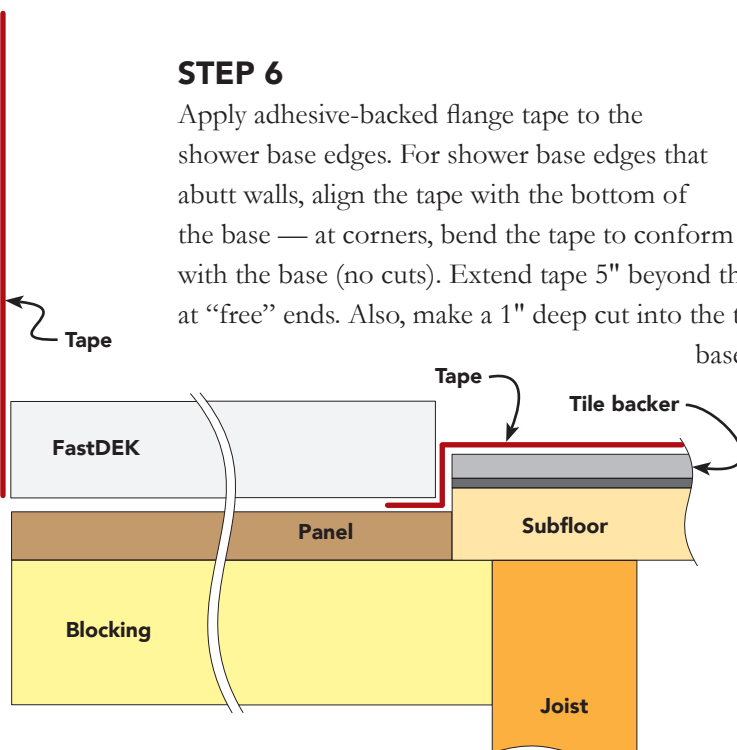 STEP 6
Apply adhesive-backed flange tape to the
shower base edges. For shower base edges that
abutt walls, align the tape with the bottom of
the base — at corners, bend the tape to conform
with the base (no cuts). Extend tape 5" beyond
at “free” ends. Also, make a 1" deep cut into the
base
Tape
Tape
Tile backer
FastDEK
Panel
Subfloor
Blocking
Joist